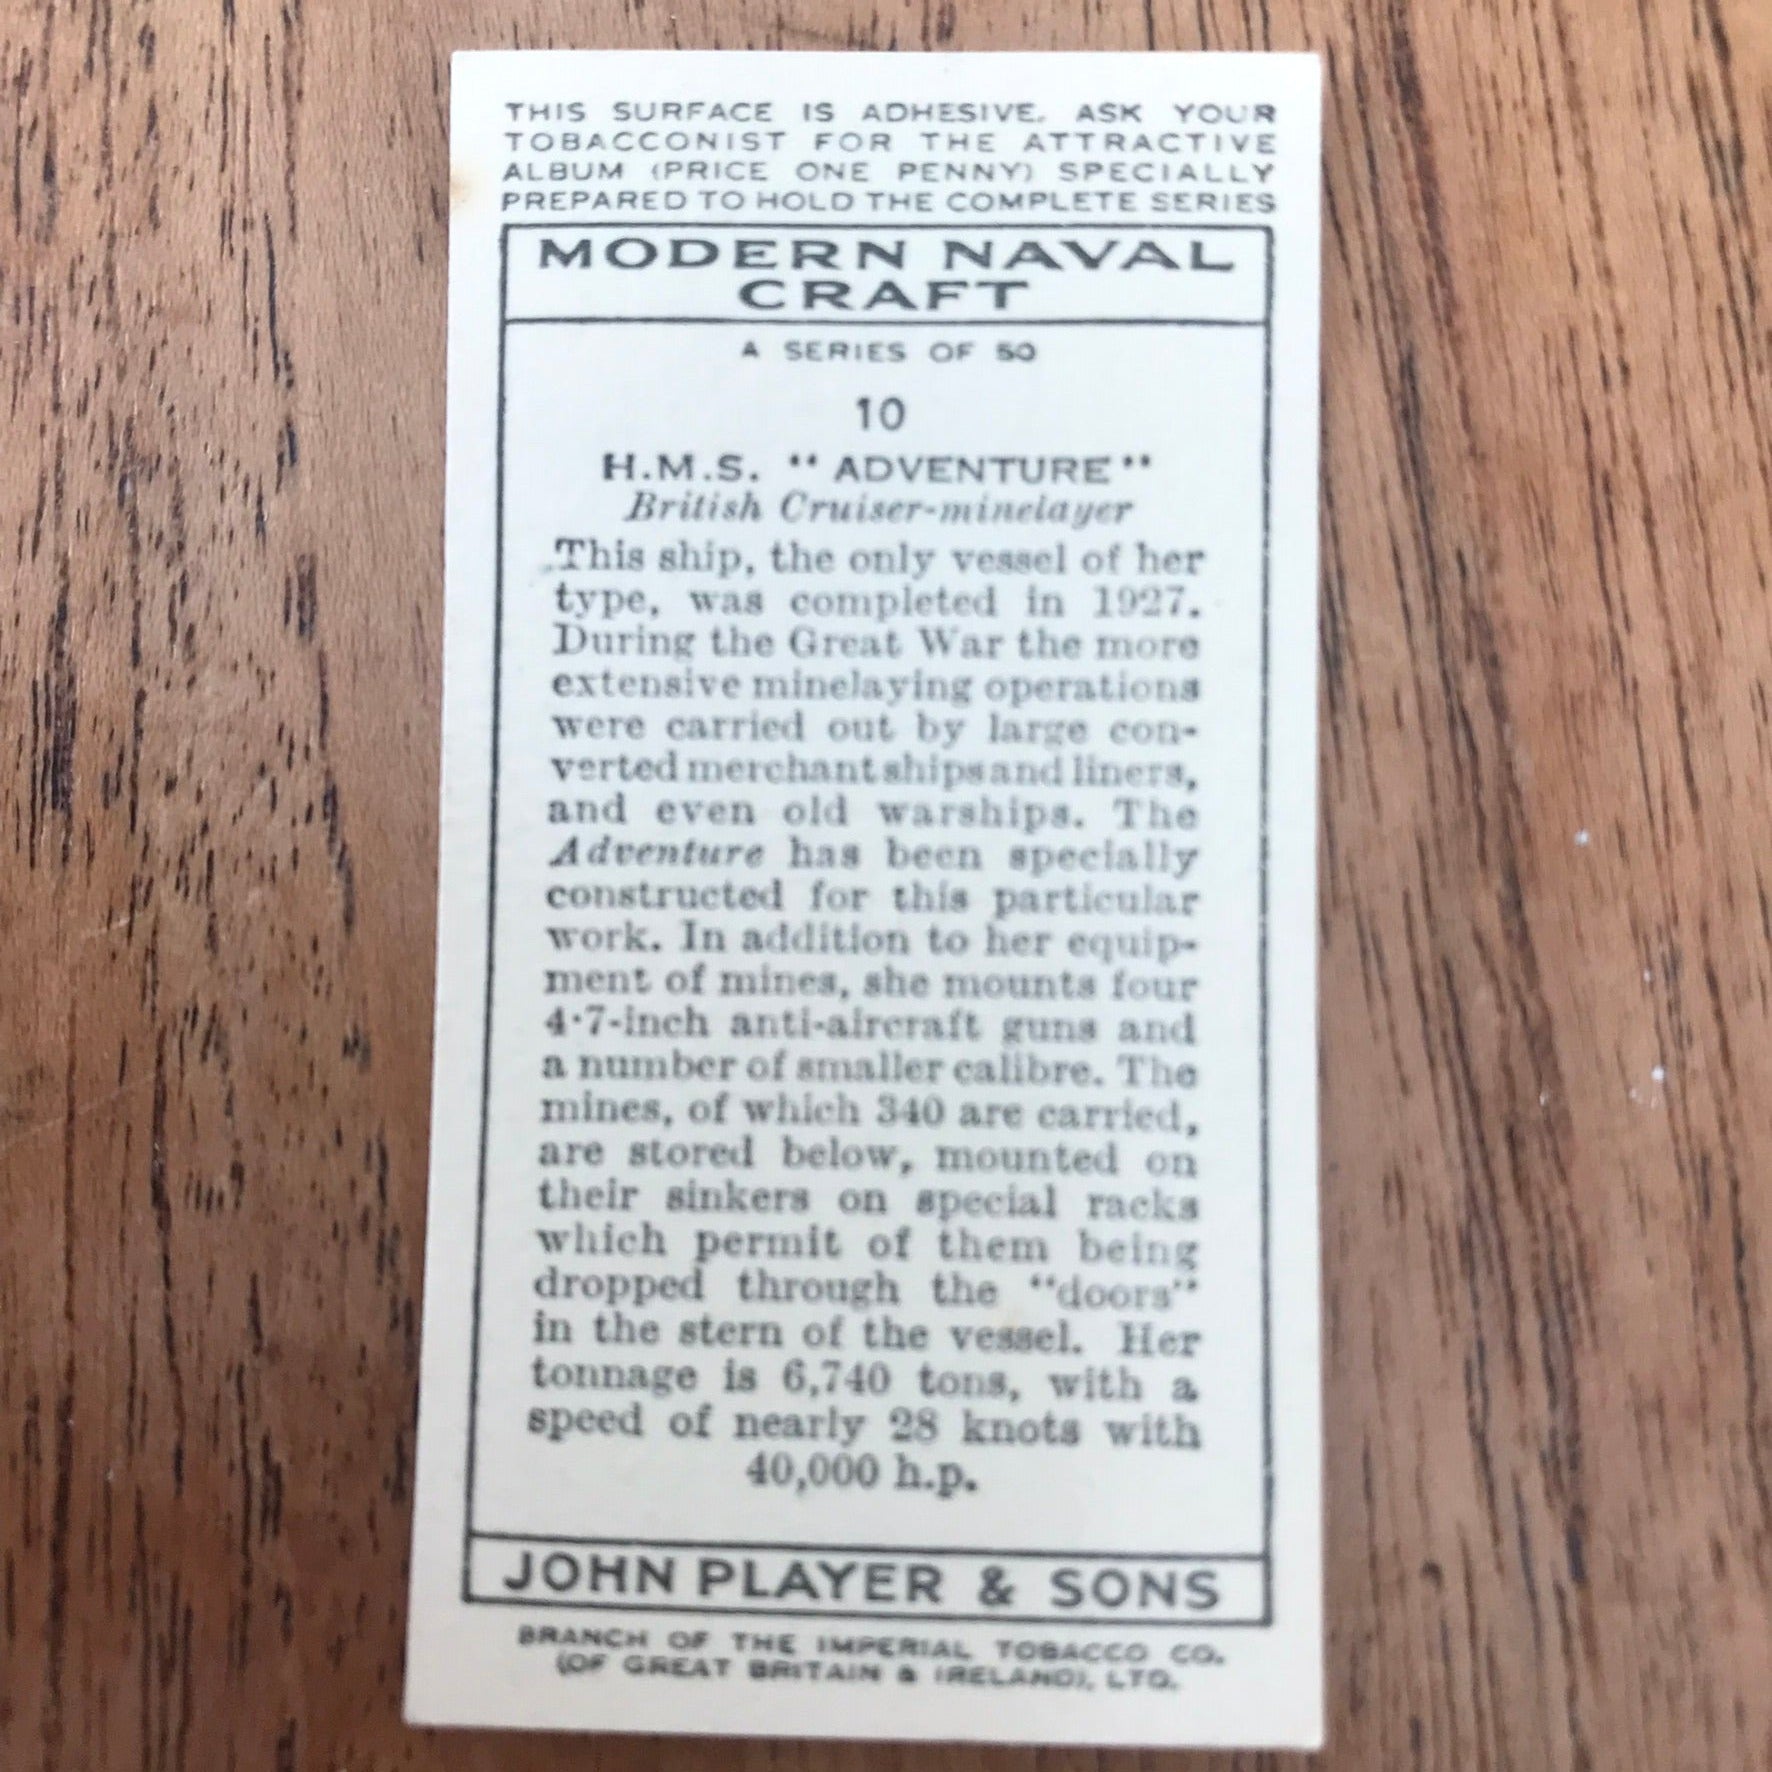 THIS SURFACE IS ADHESIVE. ASK YOUR
TOBACCONIST FOR THE ATTRACTIVE
ALBUM (PRICE ONE PENNY) SPECIALLY
PREPARED TO HOLD THE COMPLETE SERIES
MODERN NAVAL
CRAFT
A SERIES OF 50
10
H.M.S. "ADVENTURE"
British Cruiser-minelayer
This ship, the only vessel of her
type, was completed in 1927.
During the Great War the more
extensive minelaying operations
were carried out by large con-
verted merchant ships and liners,
and even old warships. The
Adventure has been specially
constructed for this particular
work. In addition to her equip-
ment of mines, she mounts four
4·7-inch anti-aircraft guns and
a number of smaller calibre. The
mines, of which 340 are carried,
are stored below, mounted on
their sinkers on special racks
which permit of them being
dropped through the "doors"
in the stern of the vessel. Her
tonnage is 6,740 tons, with a
speed of nearly 28 knots with
40,000 h.p.
JOHN PLAYER & SONS
BRANCH OF THE IMPERIAL TOBACCO CO.
(OF GREAT BRITAIN & IRELAND), LTD.